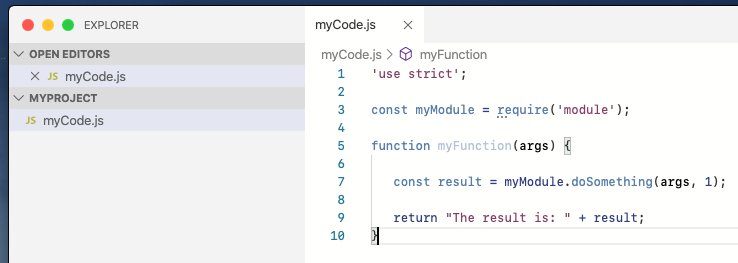 EXPLORER
OPEN EDITORS
JS myCode.js
MYPROJECT
JS myCode.js
myCode.js
myCode.js > myFunction
1 'use strict';
2
3 const myModule = require('module');
4
5 function myFunction(args) {
6
7 const result = myModule.doSomething(args, 1);
8
9 return "The result is: " + result;
10 }